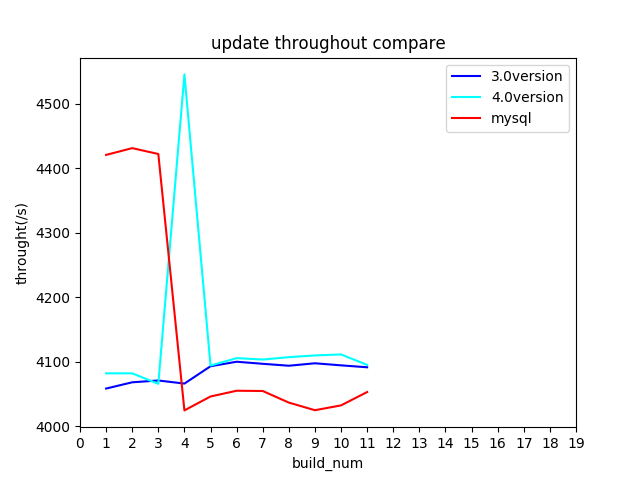 update throughout compare
3.0version
4.0version
mysql
throught(/s)
4500
4400
4300
4200
4100
4000
0 1 2 3 4 5 6 7 8 9 10 11 12 13 14 15 16 17 18 19
build_num